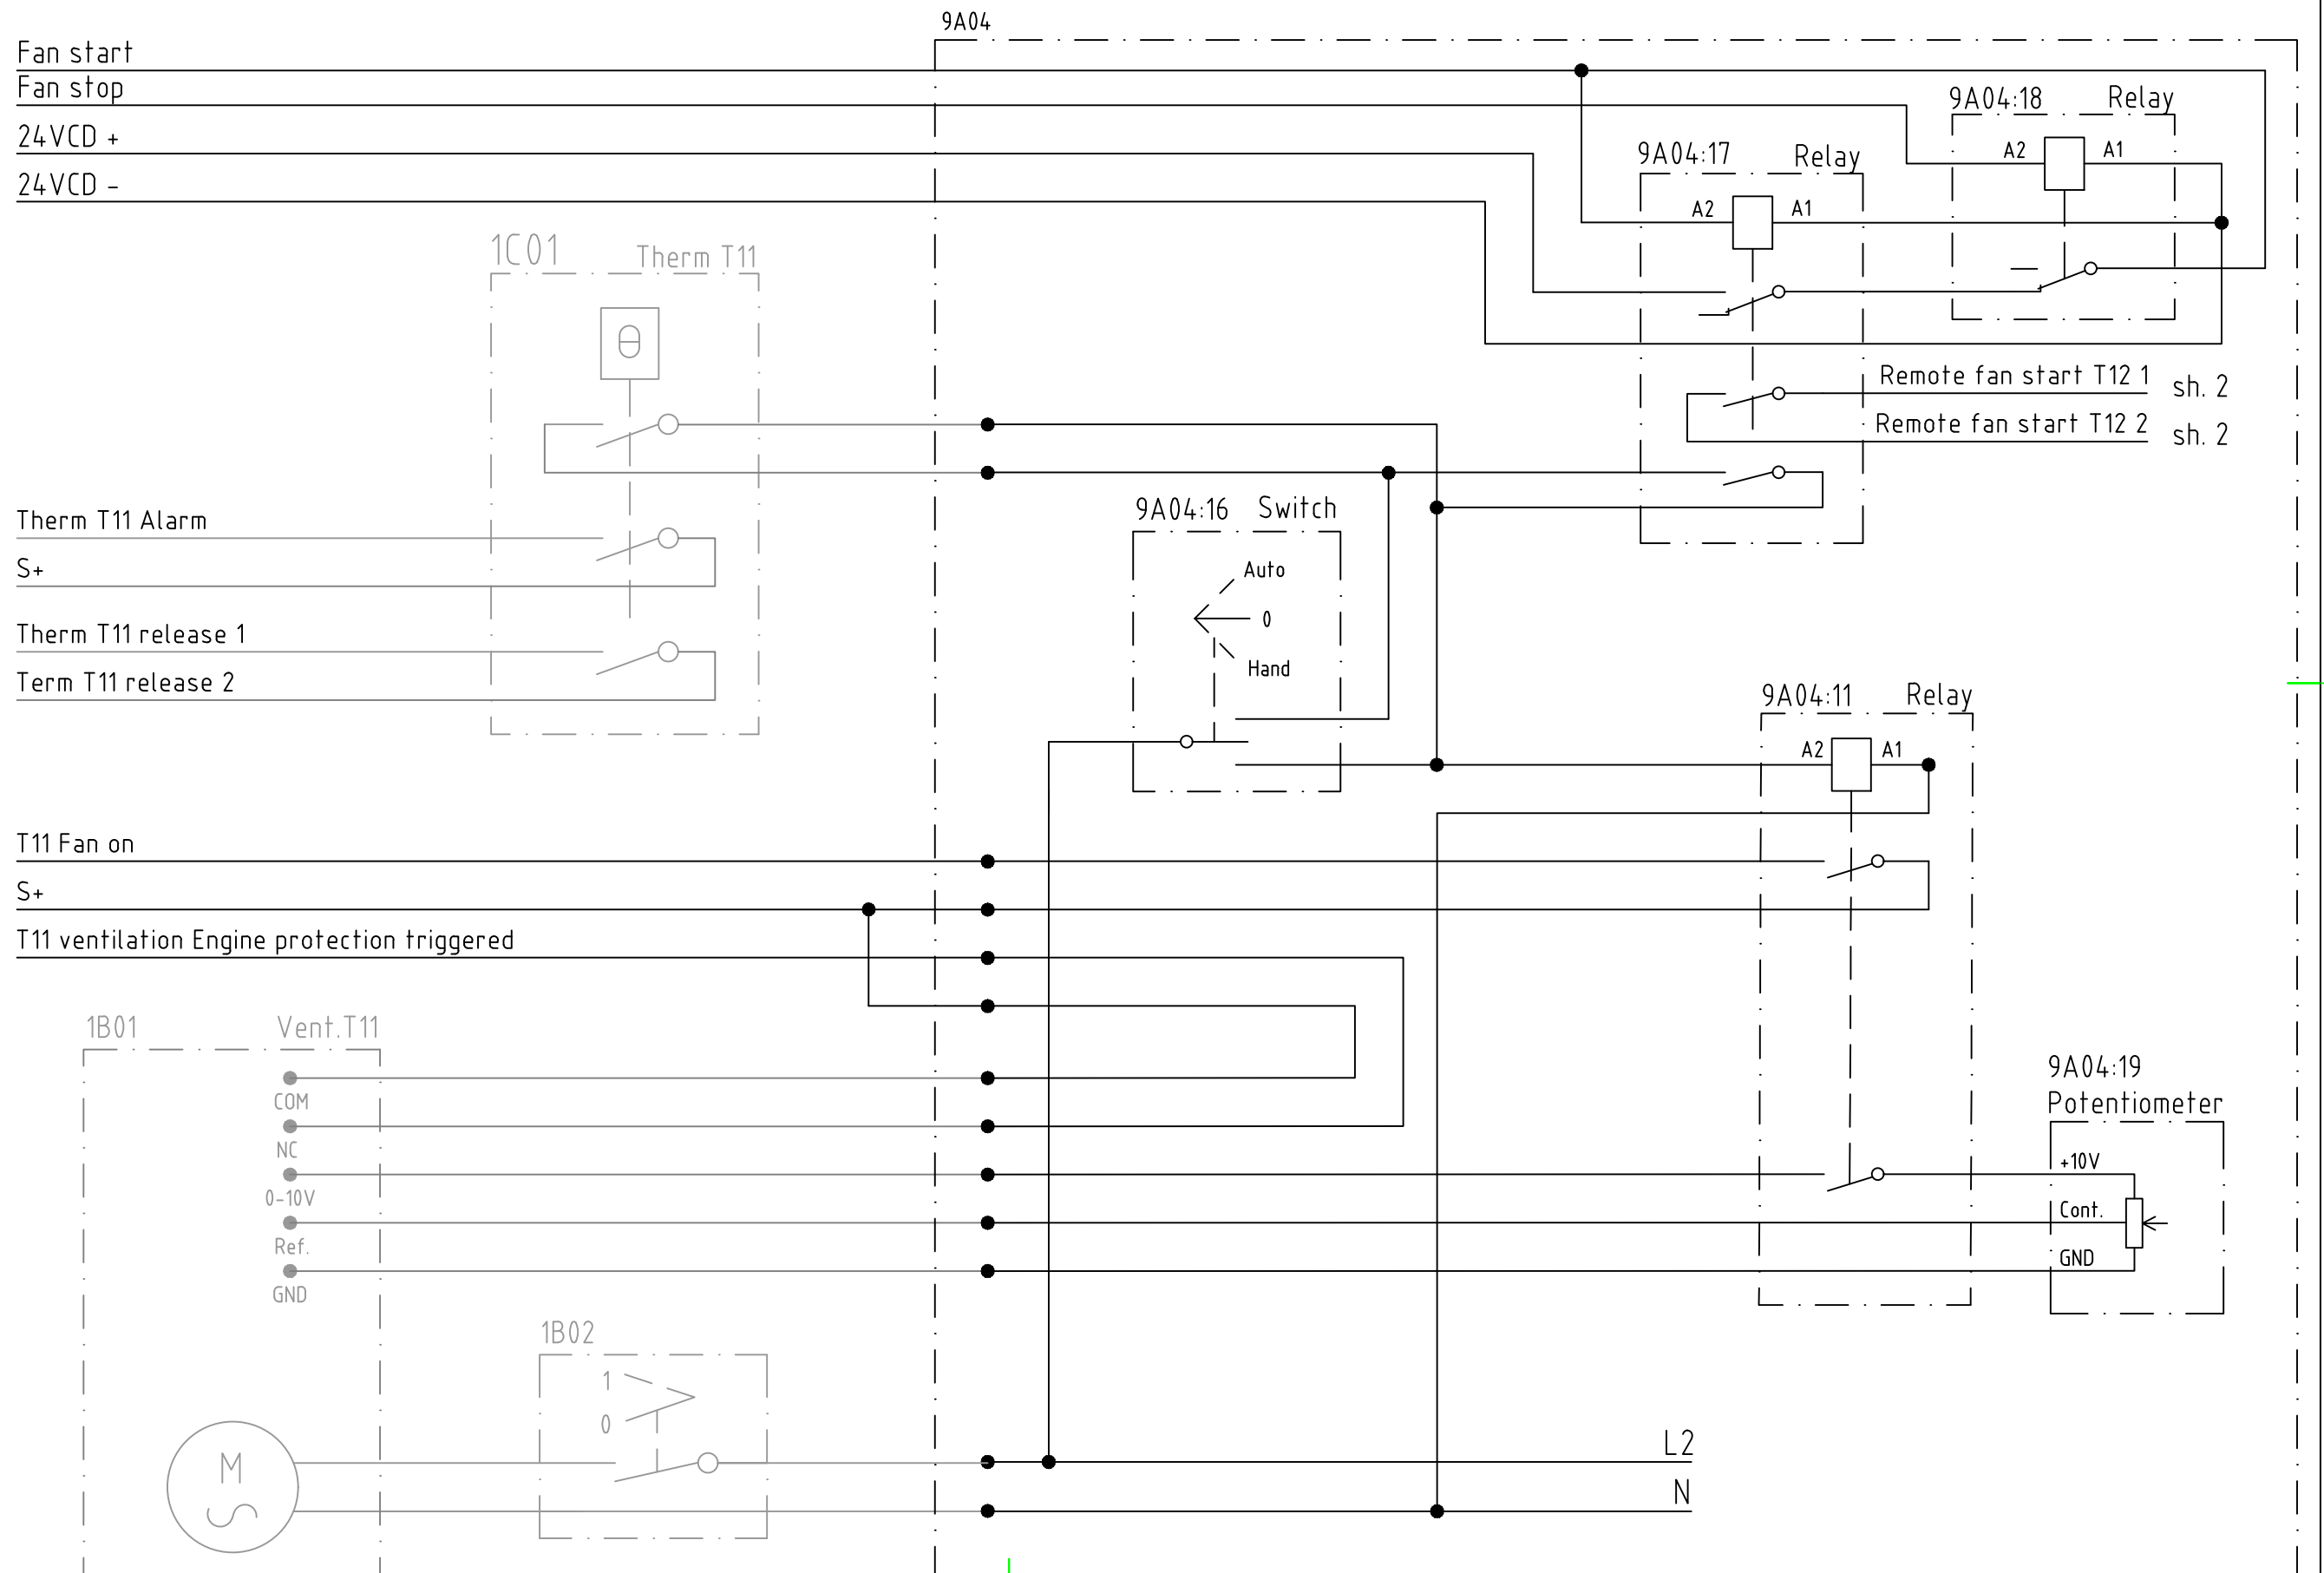 9A04
Fan start
Fan stop
24VCD +
24VCD -
9A04:18 Relay
A2 A1
9A04:17 Relay
A2 A1
1C01 Therm T11
θ
Remote fan start T12 1 sh. 2
Remote fan start T12 2 sh. 2
Therm T11 Alarm
S+
Therm T11 release 1
Term T11 release 2
9A04:16 Switch
Auto
0
Hand
9A04:11 Relay
A2 A1
T11 Fan on
S+
T11 ventilation Engine protection triggered
1B01 Vent.T11
COM
NC
0-10V
Ref.
GND
9A04:19
Potentiometer
+10V
Cont.
GND
1B02
1
0
M
L2
N